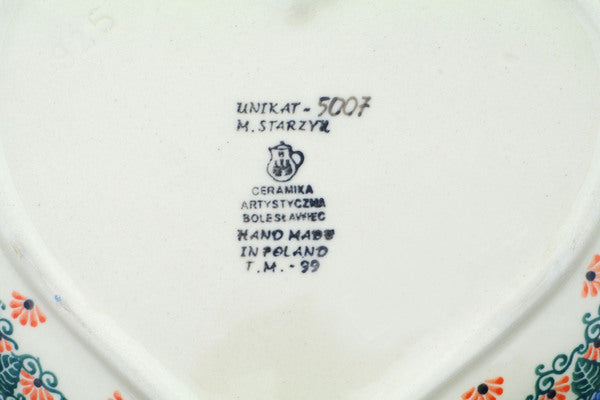 UNIKAT - 5007
M. STARZYK
CERAMIKA
ARTYSTYCZNA
BOLESŁAWIEC
HAND MADE
IN POLAND
T. M. - 99